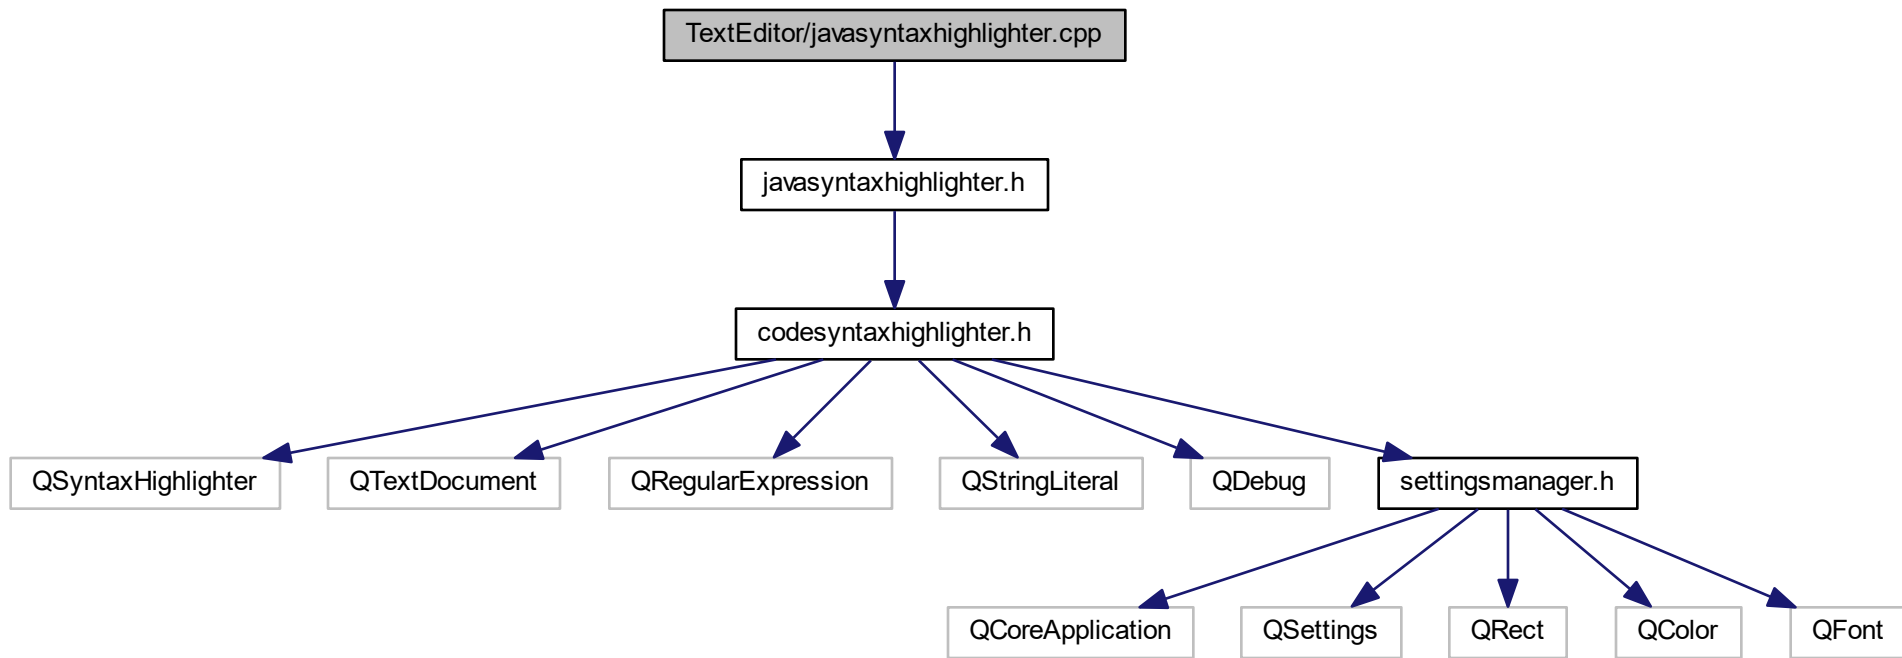 TextEditor/javasyntaxhighlighter.cpp
javasyntaxhighlighter.h
codesyntaxhighlighter.h
QSyntaxHighlighter
QTextDocument
QRegularExpression
QStringLiteral
QDebug
settingsmanager.h
QCoreApplication
QSettings
QRect
QColor
QFont